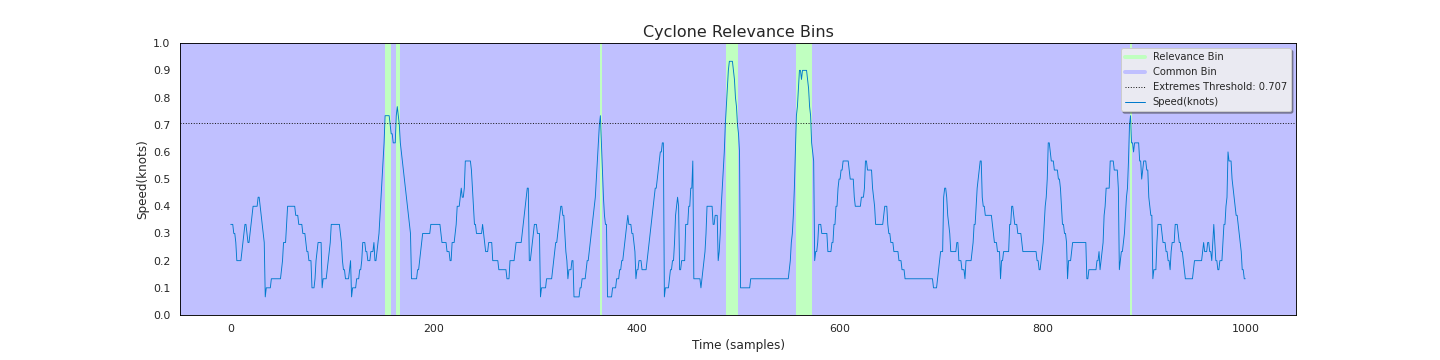 Cyclone Relevance Bins
1.0
0.9
0.8
0.7
0.6
0.5
0.4
0.3
0.2
0.1
0.0
Speed(knots)
Relevance Bin
Common Bin
Extremes Threshold: 0.707
Speed(knots)
0 200 400 600 800 1000
Time (samples)